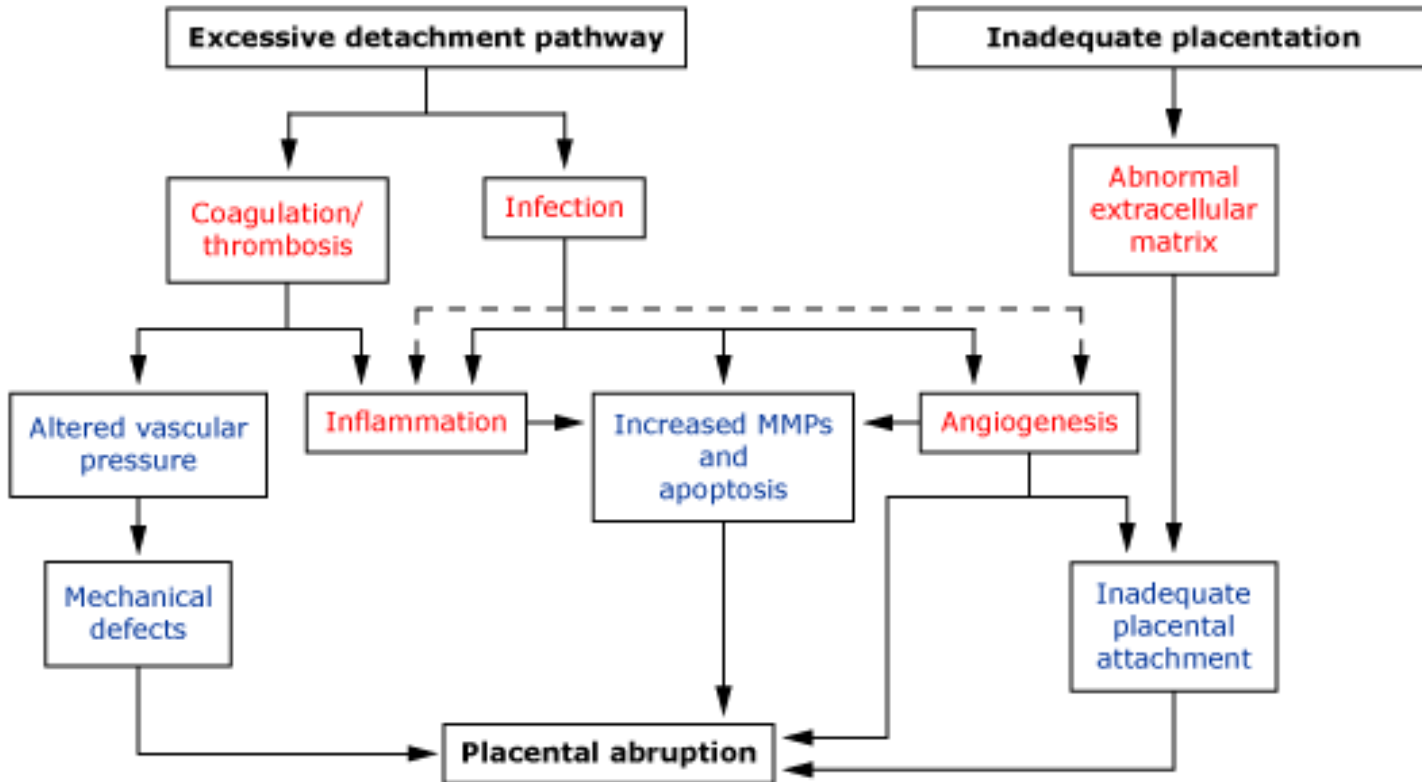 Excessive detachment pathway
Inadequate placentation
Coagulation/
thrombosis
Infection
Abnormal
extracellular
matrix
Altered vascular
pressure
Inflammation
Increased MMPs
and
apoptosis
Angiogenesis
Mechanical
defects
Inadequate
placental
attachment
Placental abruption